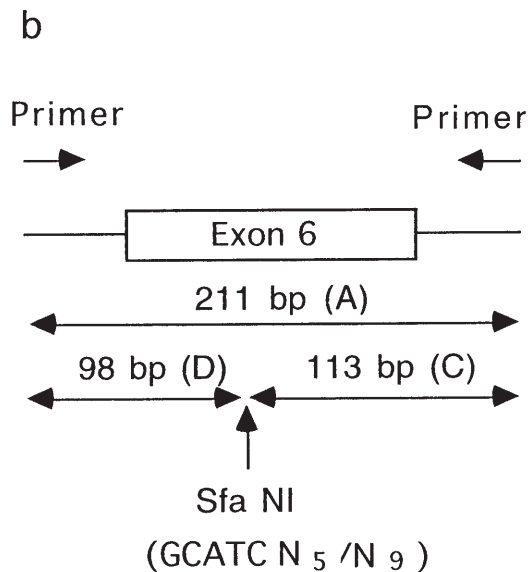 b
Primer
Primer
Exon 6
211 bp (A)
98 bp (D)
113 bp (C)
Sfa NI
(GCATC N 5 /N 9 )